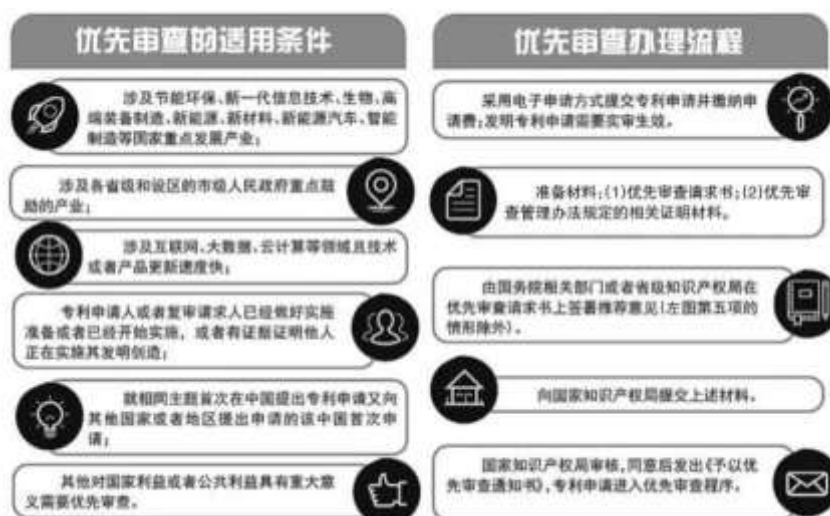 优先审查的适用条件
涉及节能环保、新一代信息技术、生物、高
端装备制造、新能源、新材料、新能源汽车、智能
制造等国家重点发展产业；
涉及各省级和设区的市级人民政府重点鼓
励的产业；
涉及互联网、大数据、云计算等领域且技术
或者产品更新速度快；
专利申请人或者复审请求人已经做好实施
准备或者已经开始实施，或者有证据证明他人
正在实施其发明创造；
就相同主题首次在中国提出专利申请又向
其他国家或者地区提出申请的该中国首次申
请；
其他对国家利益或者公共利益具有重大意
义需要优先审查。
优先审查办理流程
采用电子申请方式提交专利申请并缴纳申
请费；发明专利申请需要实审生效。
准备材料：(1)优先审查请求书；(2)优先审
查管理办法规定的相关证明材料。
由国务院相关部门或者省级知识产权局在
优先审查请求书上签署推荐意见(左图第五项的
情形除外)。
向国家知识产权局提交上述材料。
国家知识产权局审核，同意后发出《予以优
先审查通知书》，专利申请进入优先审查程序。